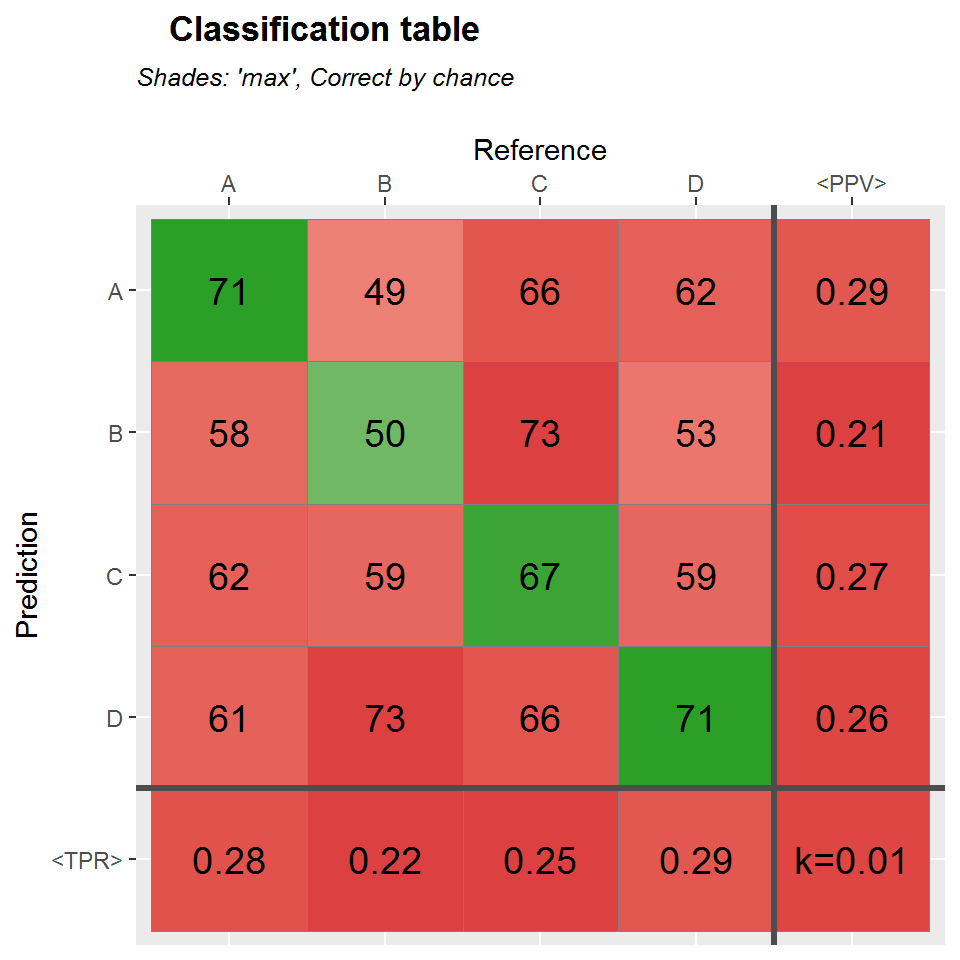 Classification table
Shades: 'max', Correct by chance
Reference
A B C D <PPV>
A 71 49 66 62 0.29
B 58 50 73 53 0.21
C 62 59 67 59 0.27
D 61 73 66 71 0.26
<TPR> 0.28 0.22 0.25 0.29 k=0.01
Prediction